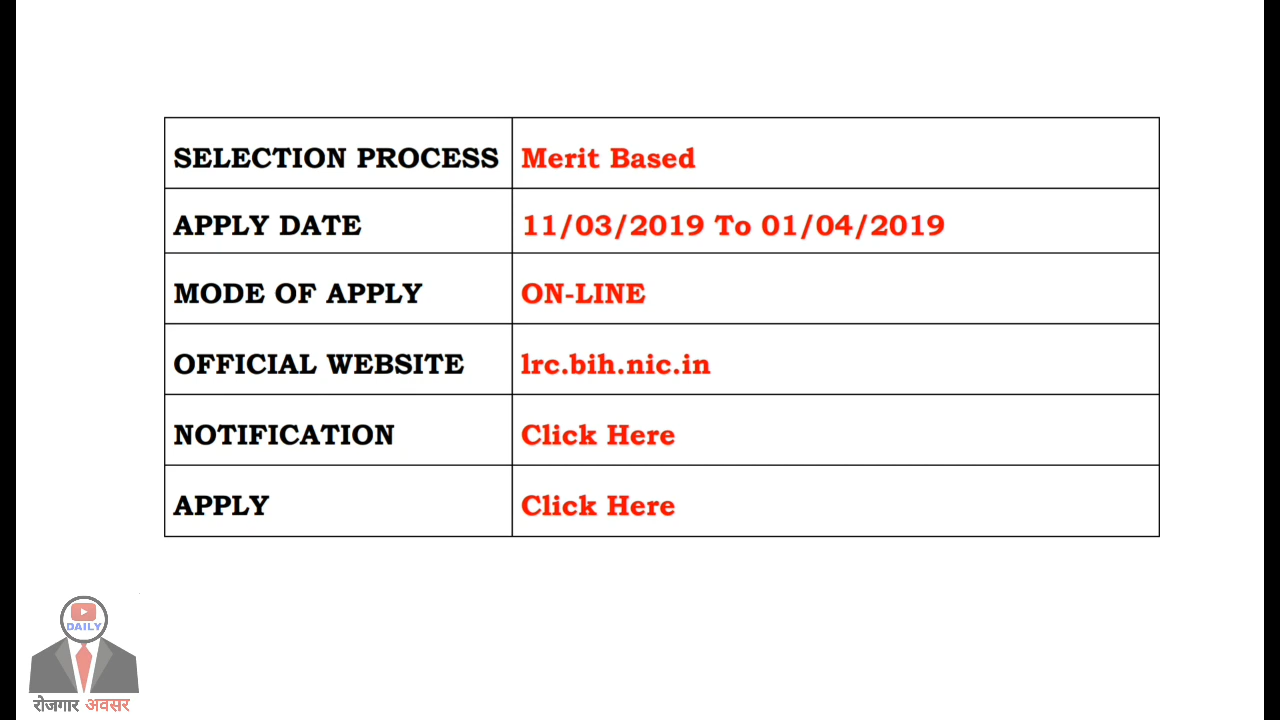 SELECTION PROCESS Merit Based
APPLY DATE 11/03/2019 To 01/04/2019
MODE OF APPLY ON-LINE
OFFICIAL WEBSITE lrc.bih.nic.in
NOTIFICATION Click Here
APPLY Click Here
DAILY
रोजगार अवसर